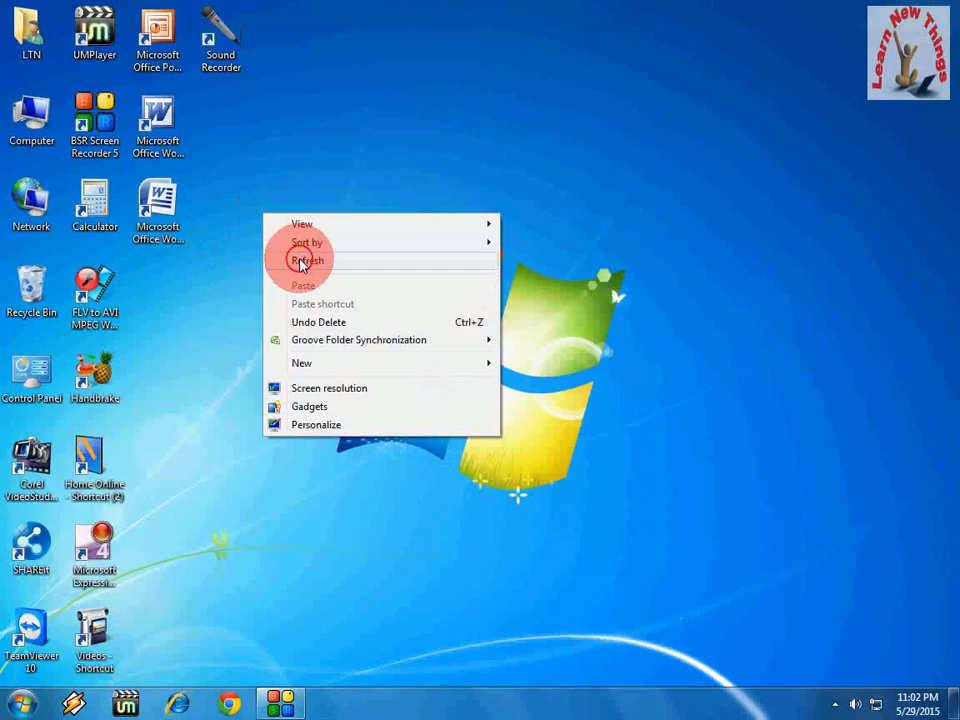 LTN
UMPlayer
Microsoft
Office Po...
Sound
Recorder
Learn New Things
Computer
BSR Screen
Recorder 5
Microsoft
Office Wo...
Network
Calculator
Microsoft
Office Wo...
Recycle Bin
FLV to AVI
MPEG W...
Control Panel
Handbrake
Corel
VideoStud...
Home Online
- Shortcut (2)
SHAREit
Microsoft
Expressi...
TeamViewer
10
Videos -
Shortcut
View
Sort by
Refresh
Paste
Paste shortcut
Undo Delete Ctrl+Z
Groove Folder Synchronization
New
Screen resolution
Gadgets
Personalize
um
11:02 PM
5/29/2015